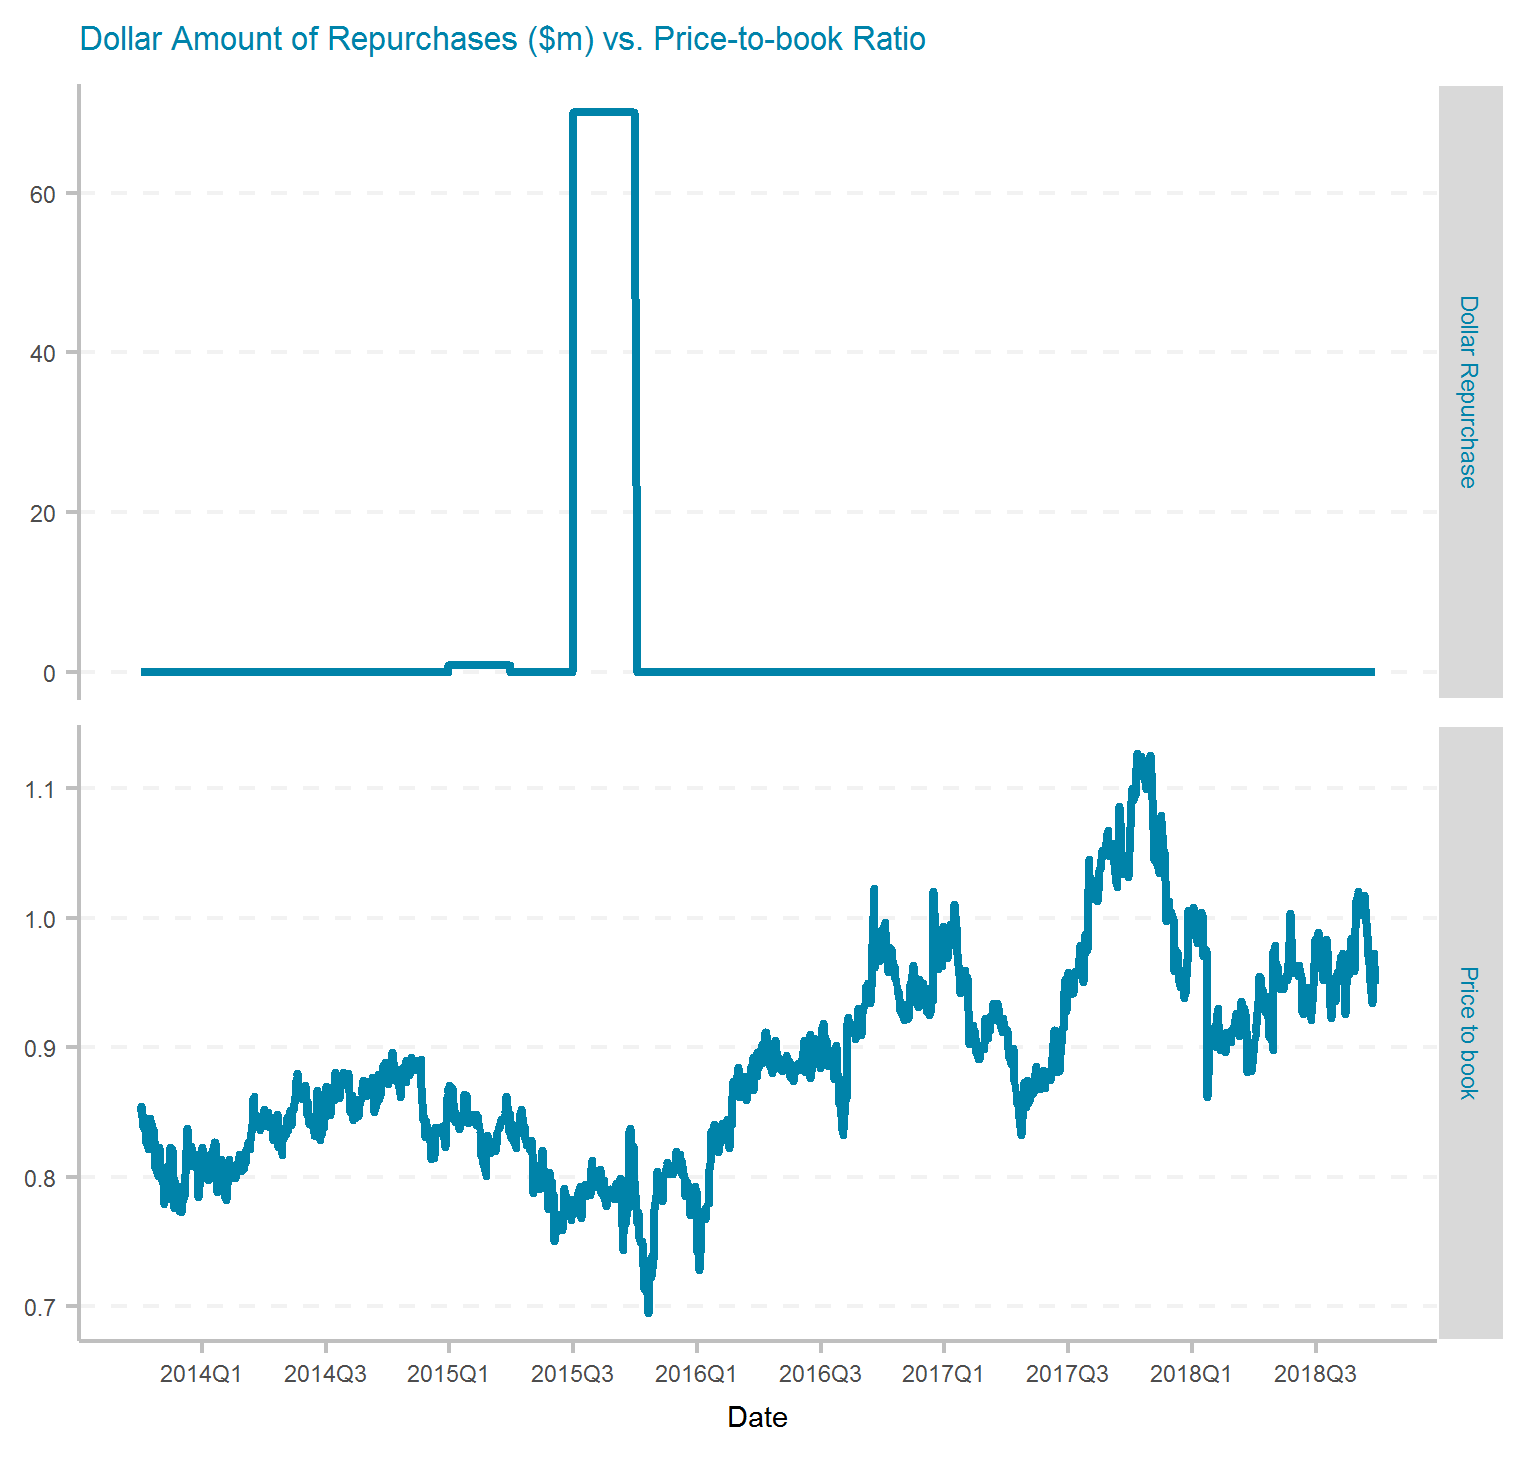 Dollar Amount of Repurchases ($m) vs. Price-to-book Ratio
60
40
20
0
Dollar Repurchase
1.1
1.0
0.9
0.8
0.7
Price to book
2014Q1 2014Q3 2015Q1 2015Q3 2016Q1 2016Q3 2017Q1 2017Q3 2018Q1 2018Q3
Date